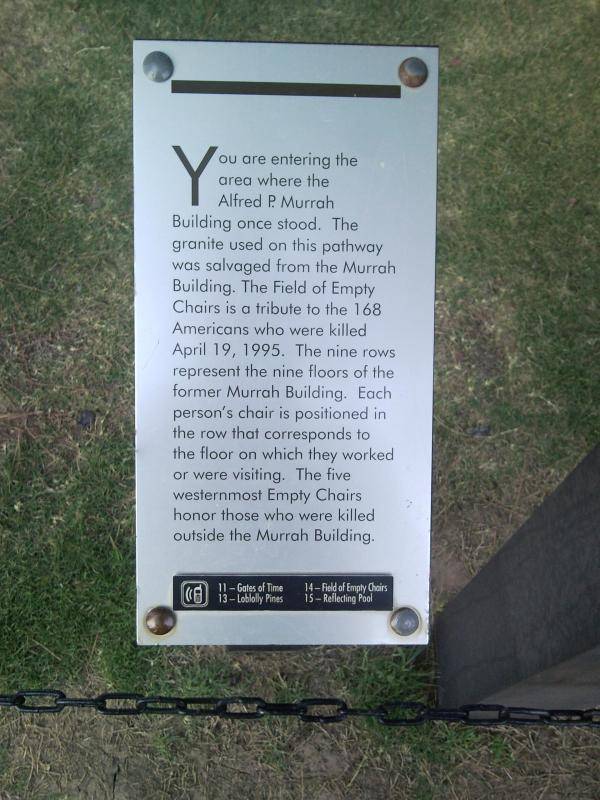 You are entering the
area where the
Alfred P. Murrah
Building once stood. The
granite used on this pathway
was salvaged from the Murrah
Building. The Field of Empty
Chairs is a tribute to the 168
Americans who were killed
April 19, 1995. The nine rows
represent the nine floors of the
former Murrah Building. Each
person's chair is positioned in
the row that corresponds to
the floor on which they worked
or were visiting. The five
westernmost Empty Chairs
honor those who were killed
outside the Murrah Building.
11 – Gates of Time 14 – Field of Empty Chairs
13 – Loblolly Pines 15 – Reflecting Pool